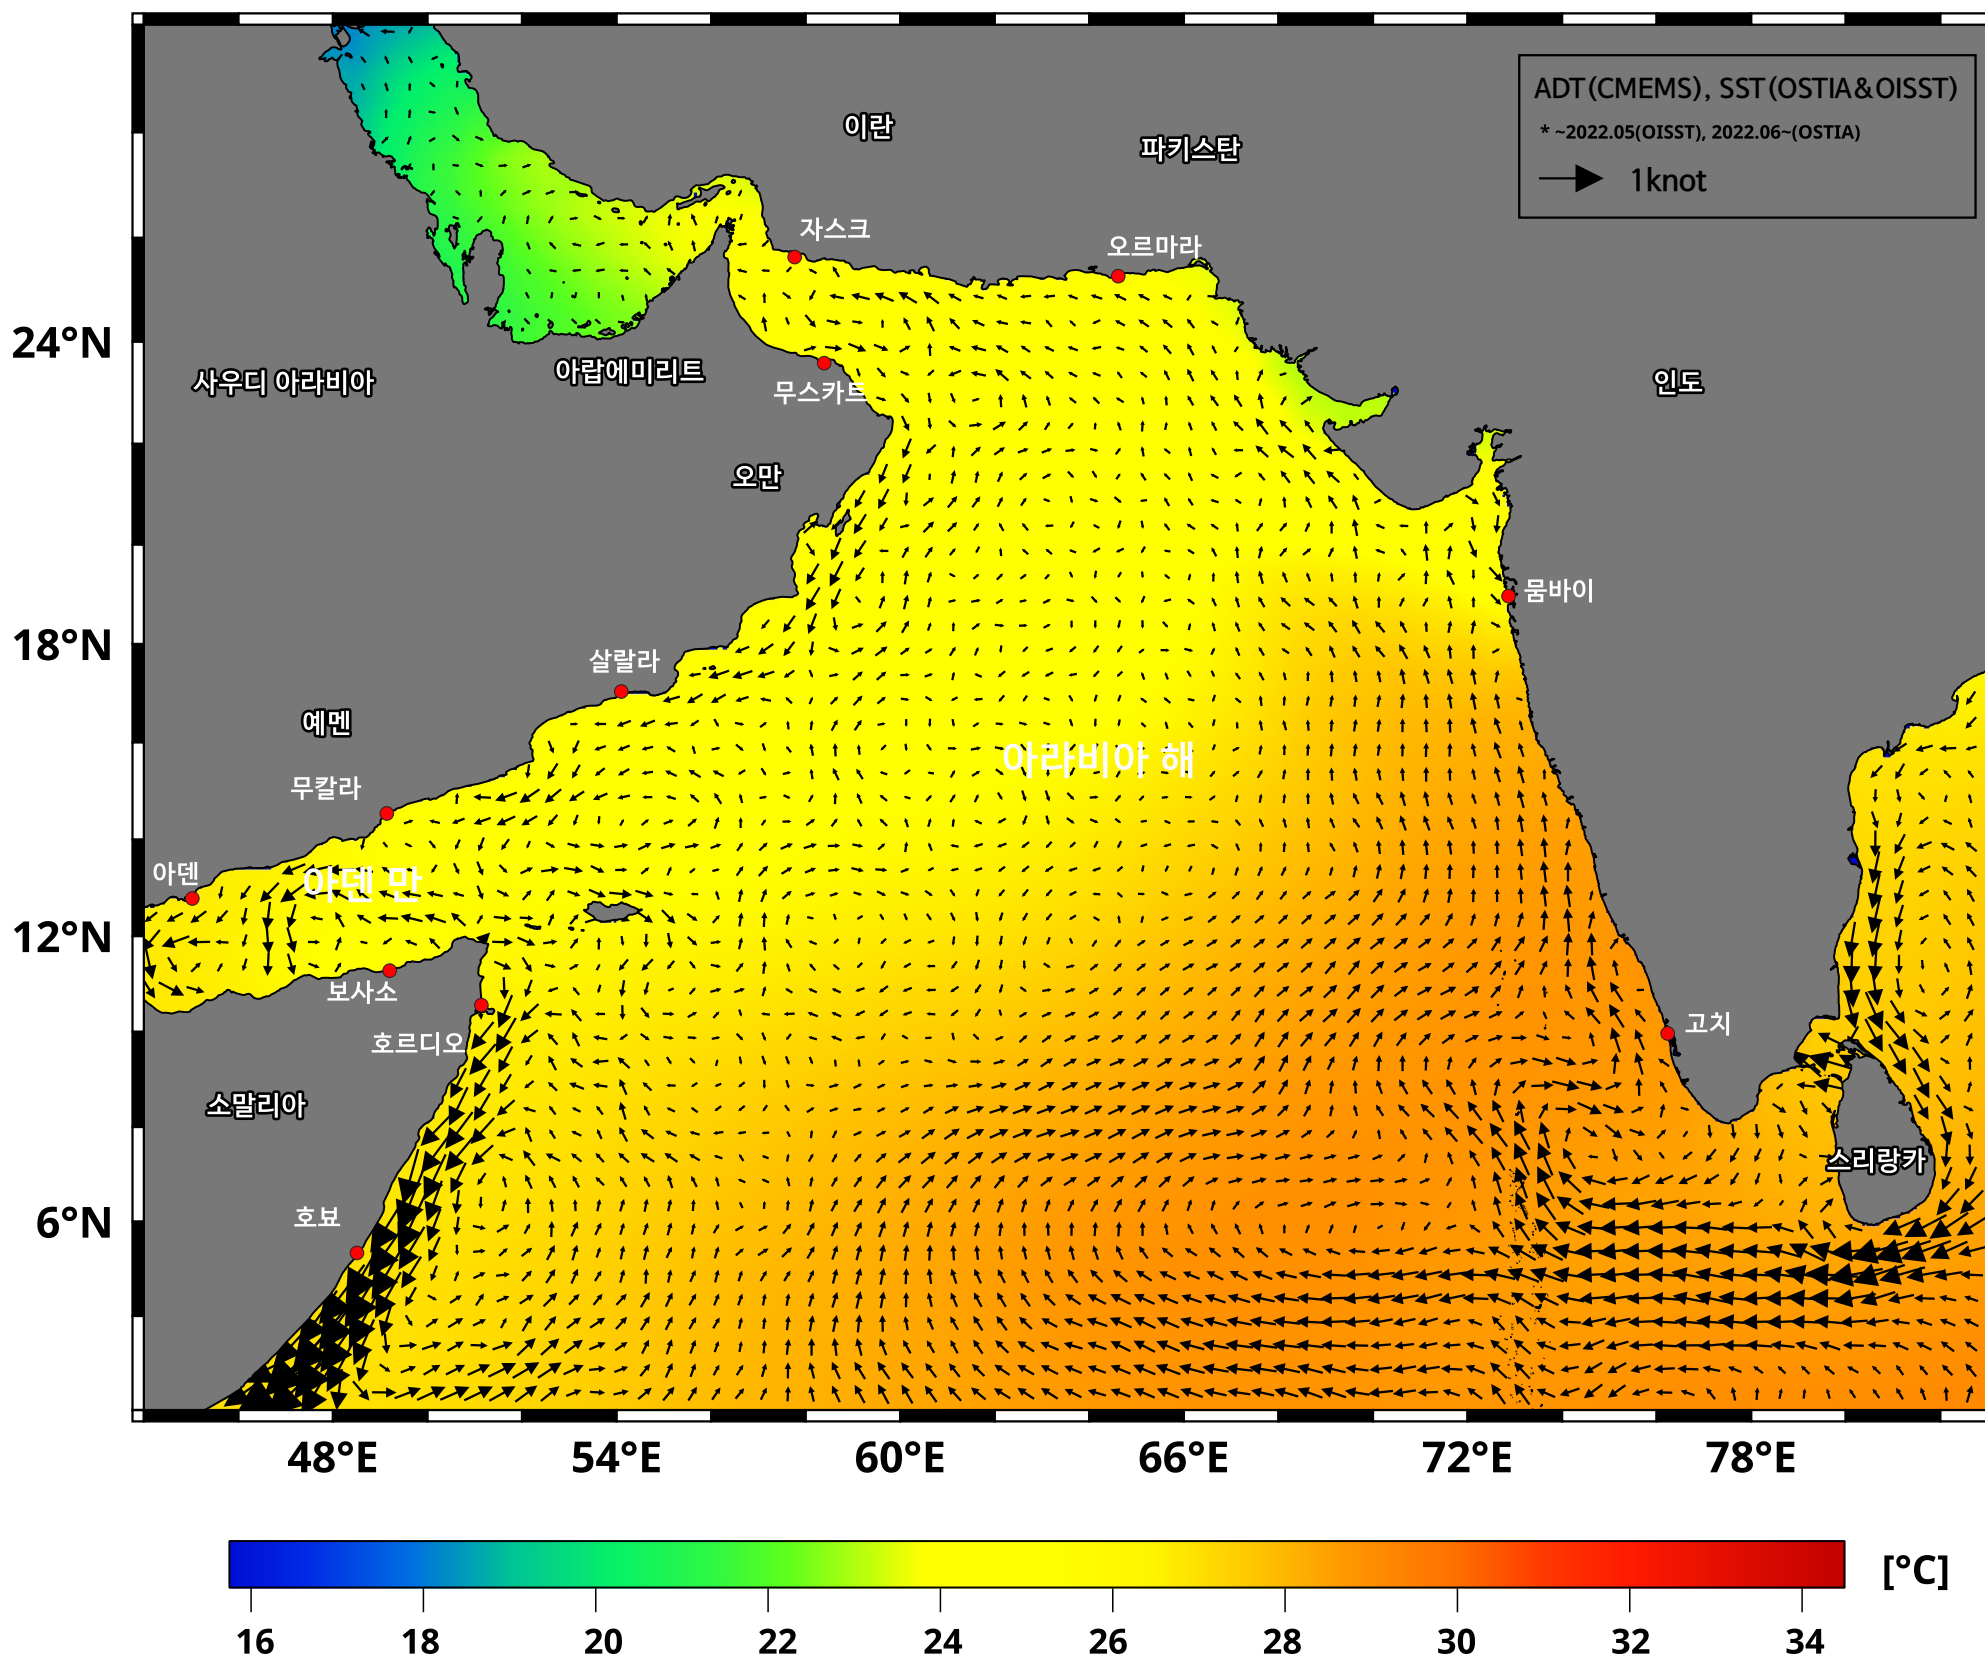 ADT(CMEMS), SST(OSTIA&OISST)
* ~2022.05(OISST), 2022.06~(OSTIA)
1knot
이란
파키스탄
자스크
오르마라
24°N
사우디 아라비아
아랍에미리트
무스카트
인도
오만
뭄바이
18°N
살랄라
예멘
아라비아 해
무칼라
아덴
아덴 만
12°N
보사소
호르디오
고치
소말리아
스리랑카
6°N
호뵤
48°E 54°E 60°E 66°E 72°E 78°E
[°C]
16 18 20 22 24 26 28 30 32 34